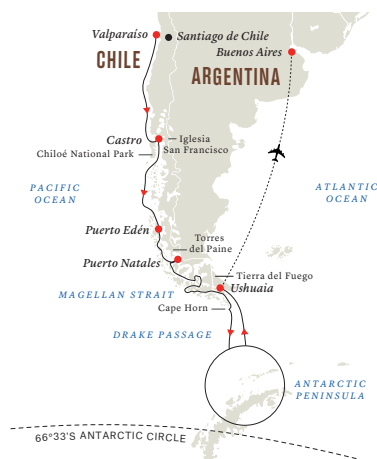 Valparaíso
Santiago de Chile
Buenos Aires
CHILE
ARGENTINA
Castro
Iglesia
San Francisco
Chiloé National Park
PACIFIC
OCEAN
ATLANTIC
OCEAN
Puerto Edén
Torres
del Paine
Puerto Natales
Tierra del Fuego
Ushuaia
MAGELLAN STRAIT
Cape Horn
DRAKE PASSAGE
ANTARCTIC
PENINSULA
66°33'S ANTARCTIC CIRCLE